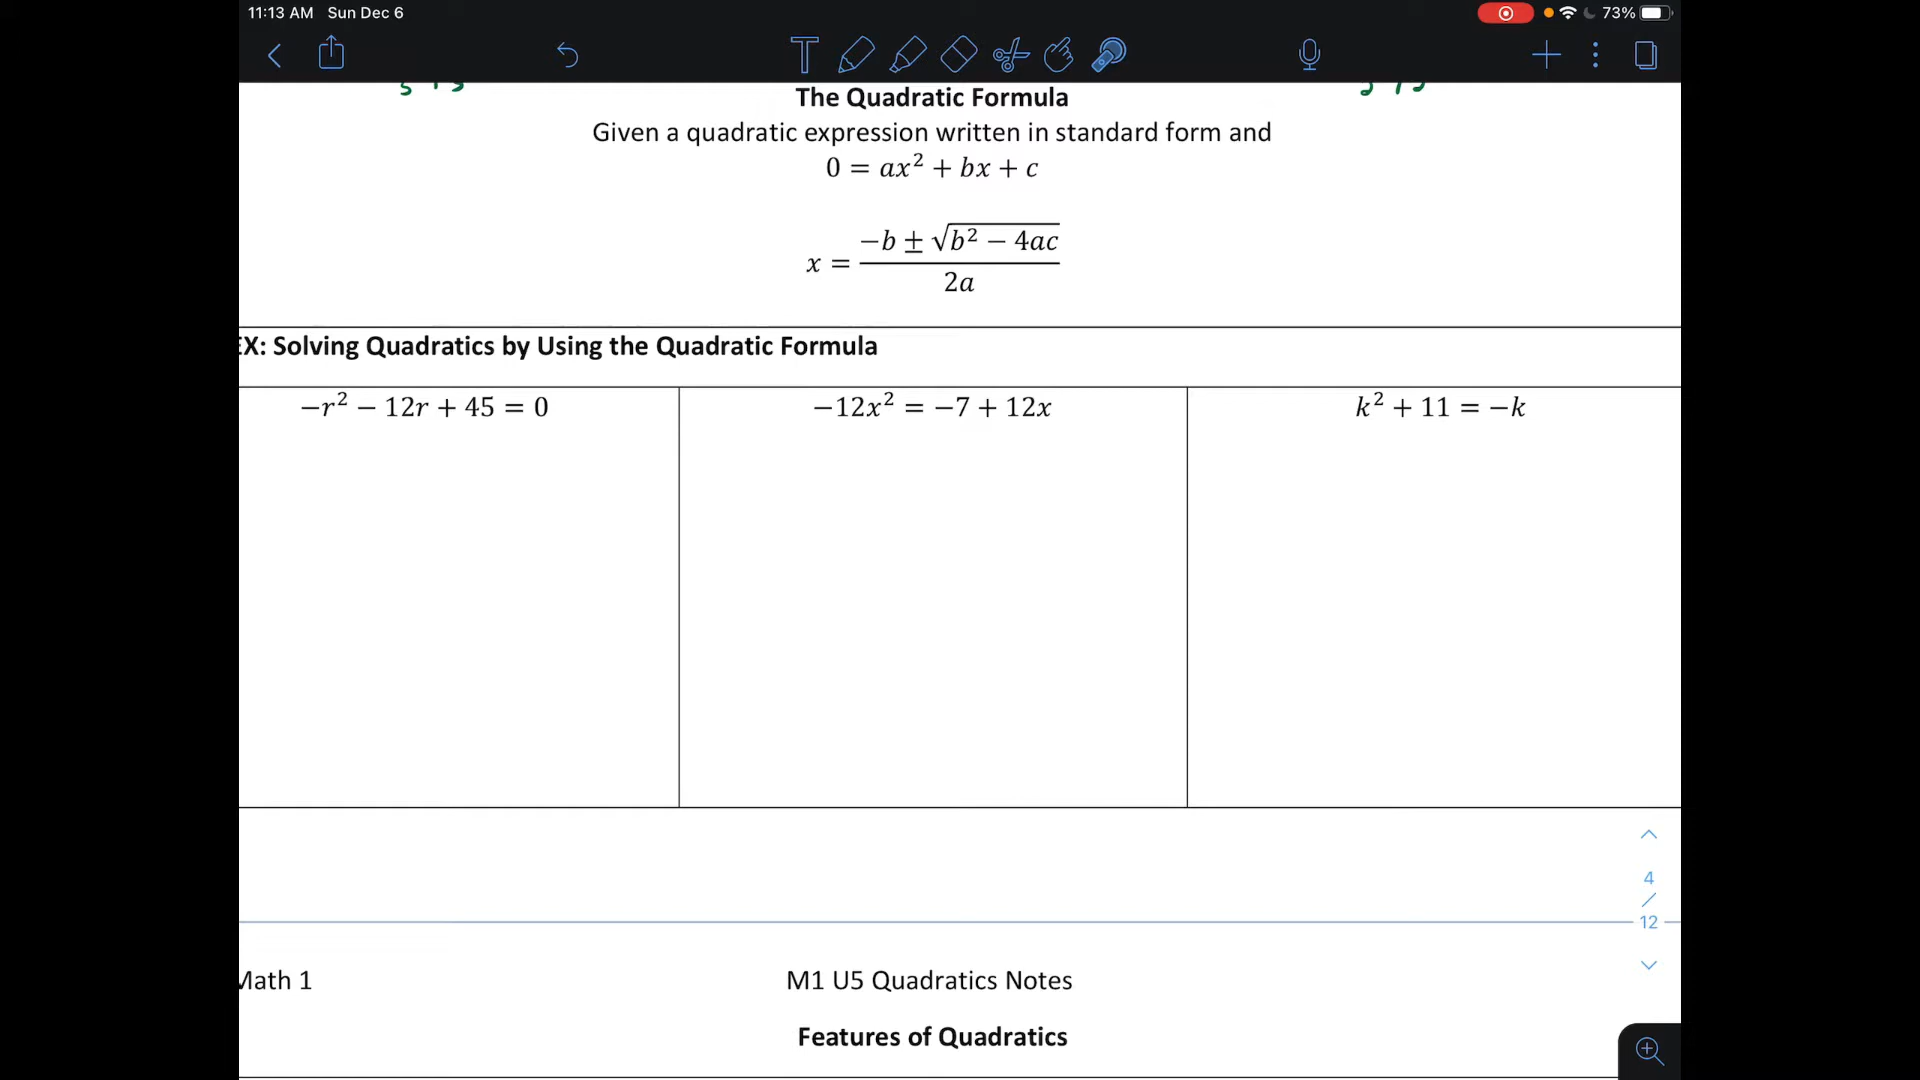 11:13 AM Sun Dec 6
73%
The Quadratic Formula
Given a quadratic expression written in standard form and
0 = ax² + bx + c
x = (−b ± √(b² − 4ac)) / 2a
EX: Solving Quadratics by Using the Quadratic Formula
−r² − 12r + 45 = 0
−12x² = −7 + 12x
k² + 11 = −k
4
/
12
Math 1
M1 U5 Quadratics Notes
Features of Quadratics